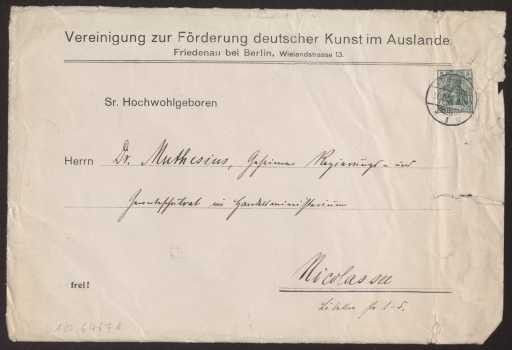 Vereinigung zur Förderung deutscher Kunst im Auslande.
Friedenau bei Berlin, Wielandstrasse 13.
Sr. Hochwohlgeboren
Herrn Dr. Muthesius, Geheimer Regierungs- und
im Handelsministerium
Nicolassee
frei!